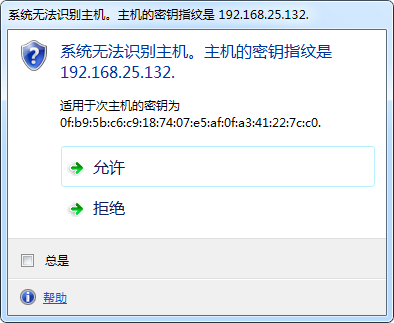 系统无法识别主机。主机的密钥指纹是 192.168.25.132.
系统无法识别主机。主机的密钥指纹是
192.168.25.132.
适用于次主机的密钥为
0f:b9:5b:c6:c9:18:74:07:e5:af:0f:a3:41:22:7c:c0.
允许
拒绝
总是
帮助